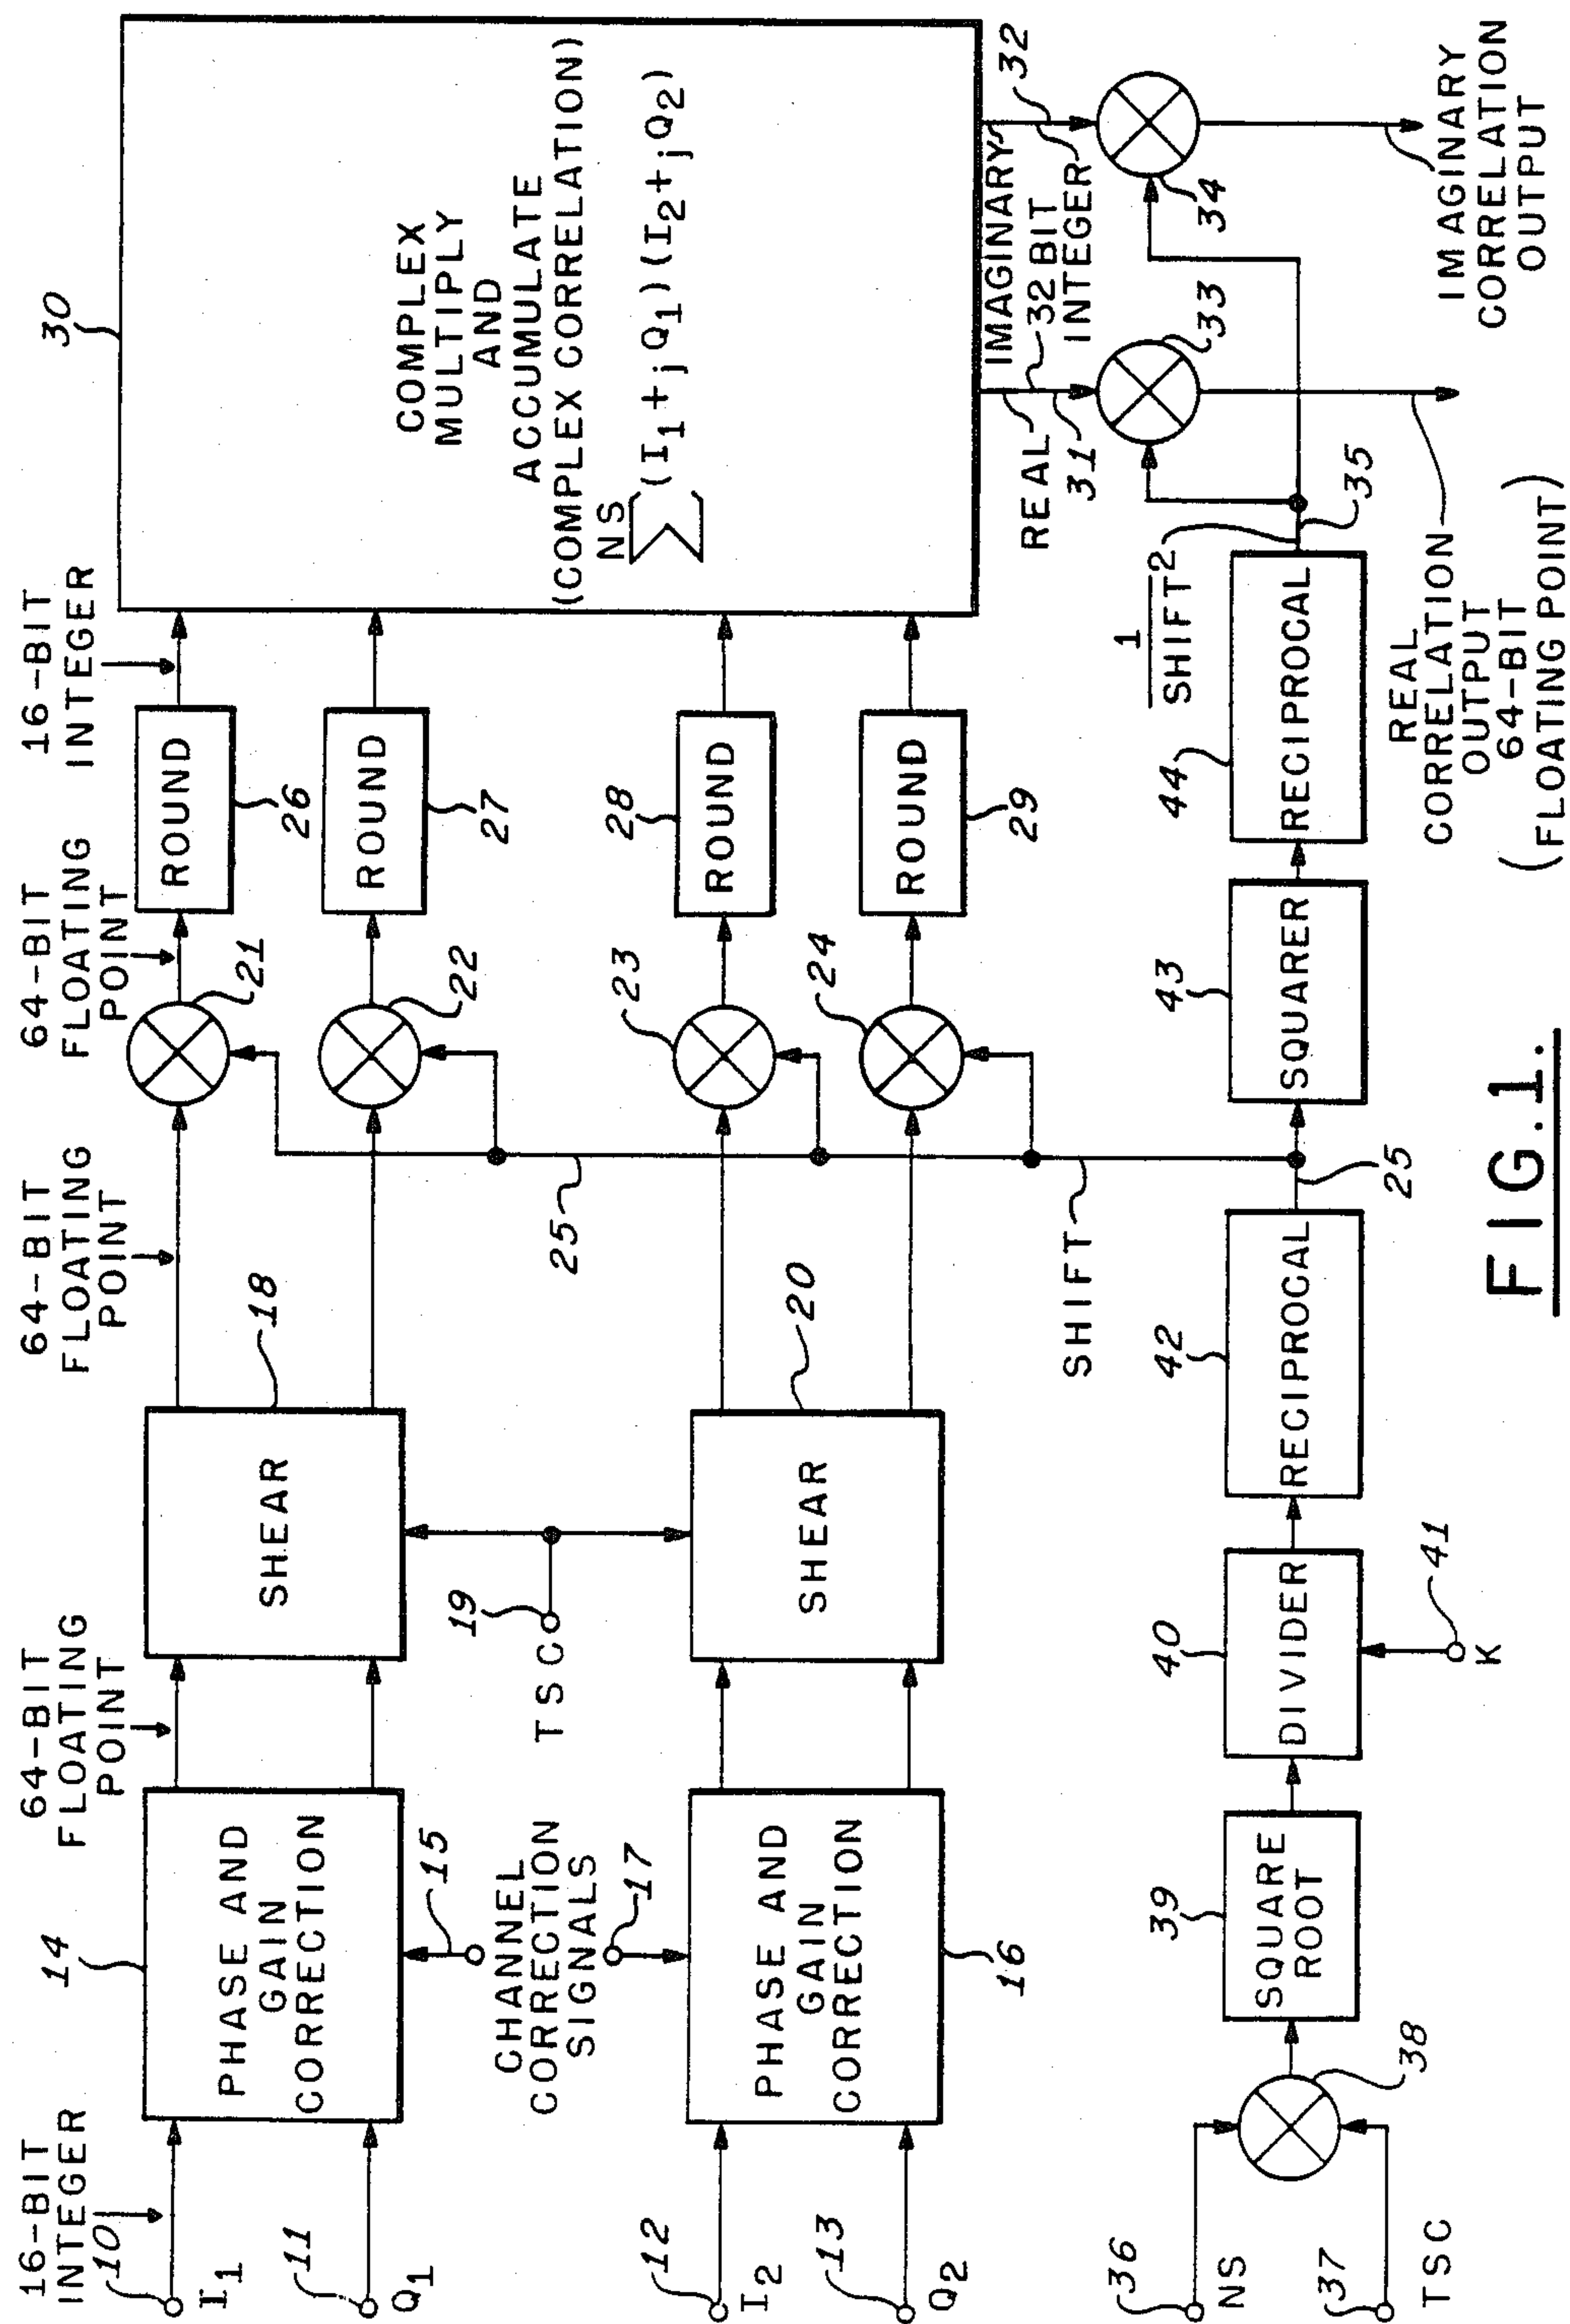 16-BIT
INTEGER
10
I1
11
Q1
14
PHASE AND
GAIN
CORRECTION
15
64-BIT
FLOATING
POINT
SHEAR
18
64-BIT
FLOATING
POINT
21
22
64-BIT
FLOATING
POINT
ROUND
26
ROUND
27
16-BIT
INTEGER
CHANNEL
CORRECTION
SIGNALS
17
TSC
19
25
12
I2
13
Q2
PHASE AND
GAIN
CORRECTION
16
SHEAR
20
23
24
28
ROUND
ROUND
29
30
COMPLEX
MULTIPLY
AND
ACCUMULATE
(COMPLEX CORRELATION)
NS
∑ (I1+jQ1)(I2+jQ2)
REAL
31
32 BIT
INTEGER
IMAGINARY
32
33
34
36
NS
37
TSC
38
39
SQUARE
ROOT
40
DIVIDER
41
K
42
RECIPROCAL
SHIFT
25
43
SQUARER
44
RECIPROCAL
1
SHIFT2
35
REAL
CORRELATION
OUTPUT
64-BIT
(FLOATING POINT)
IMAGINARY
CORRELATION
OUTPUT
FIG.1.